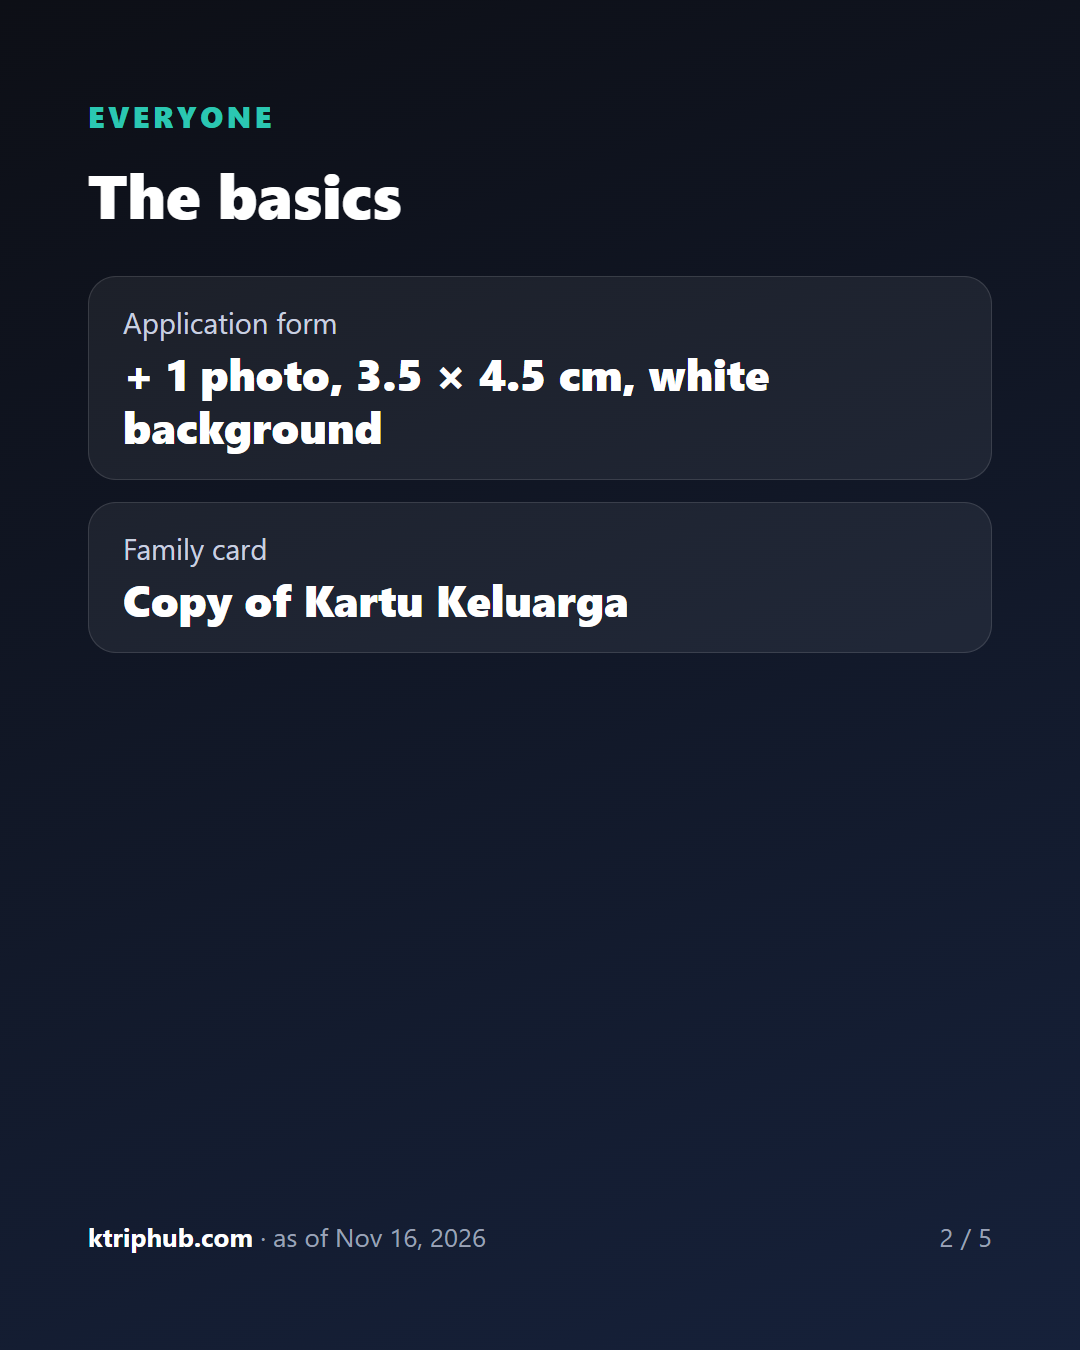 EVERYONE
The basics
Application form
+ 1 photo, 3.5 × 4.5 cm, white
background
Family card
Copy of Kartu Keluarga
ktriphub.com · as of Nov 16, 2026
2 / 5